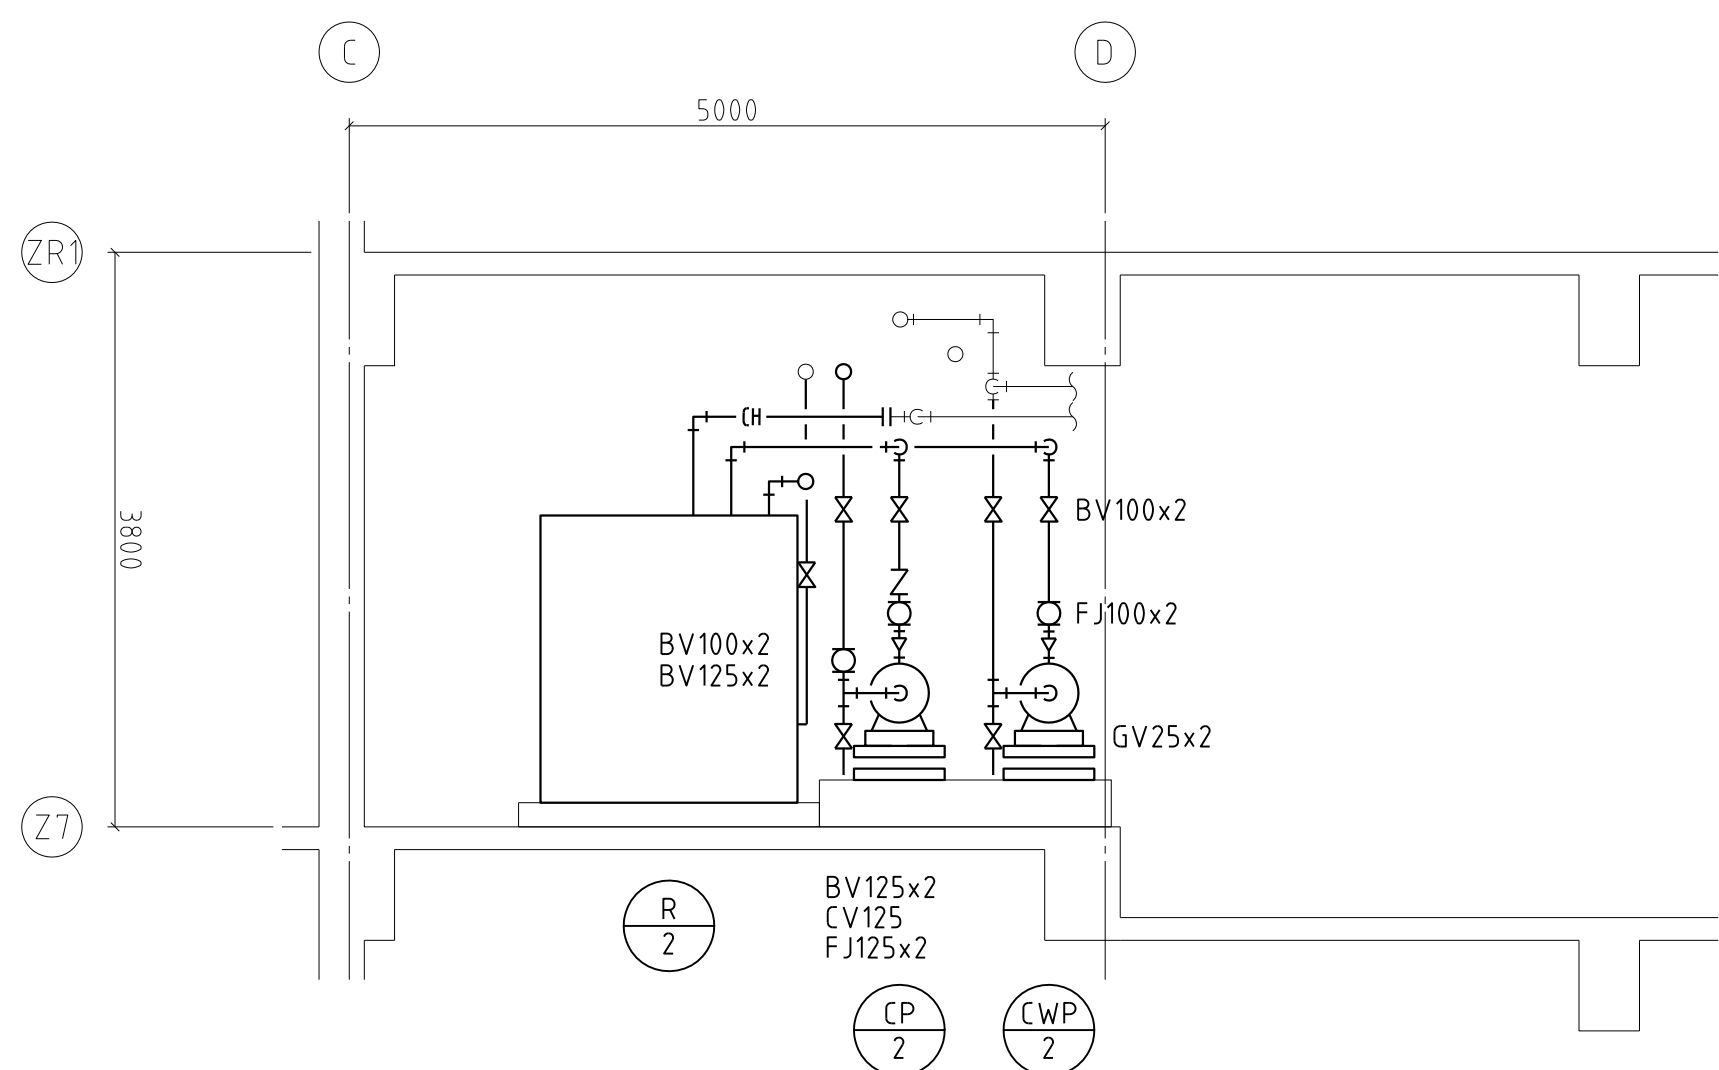 C
D
5000
ZR1
CH
BV100x2
3800
FJ100x2
BV100x2
BV125x2
GV25x2
Z7
BV125x2
CV125
FJ125x2
R
2
CP
2
CWP
2